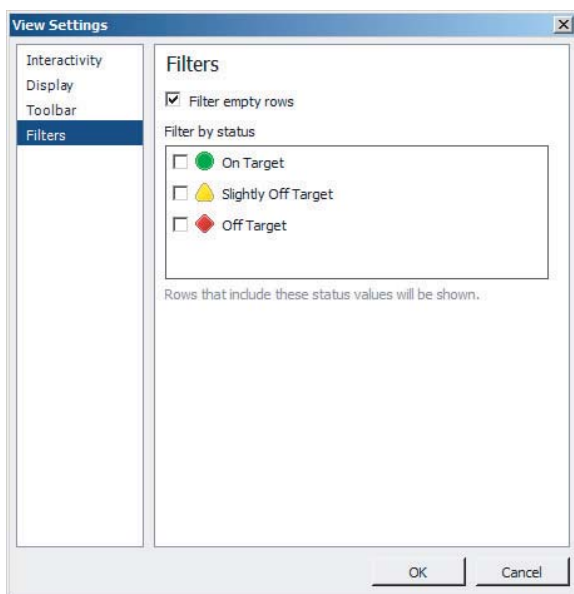 View Settings
Interactivity
Display
Toolbar
Filters
Filters
Filter empty rows
Filter by status
On Target
Slightly Off Target
Off Target
Rows that include these status values will be shown.
OK
Cancel